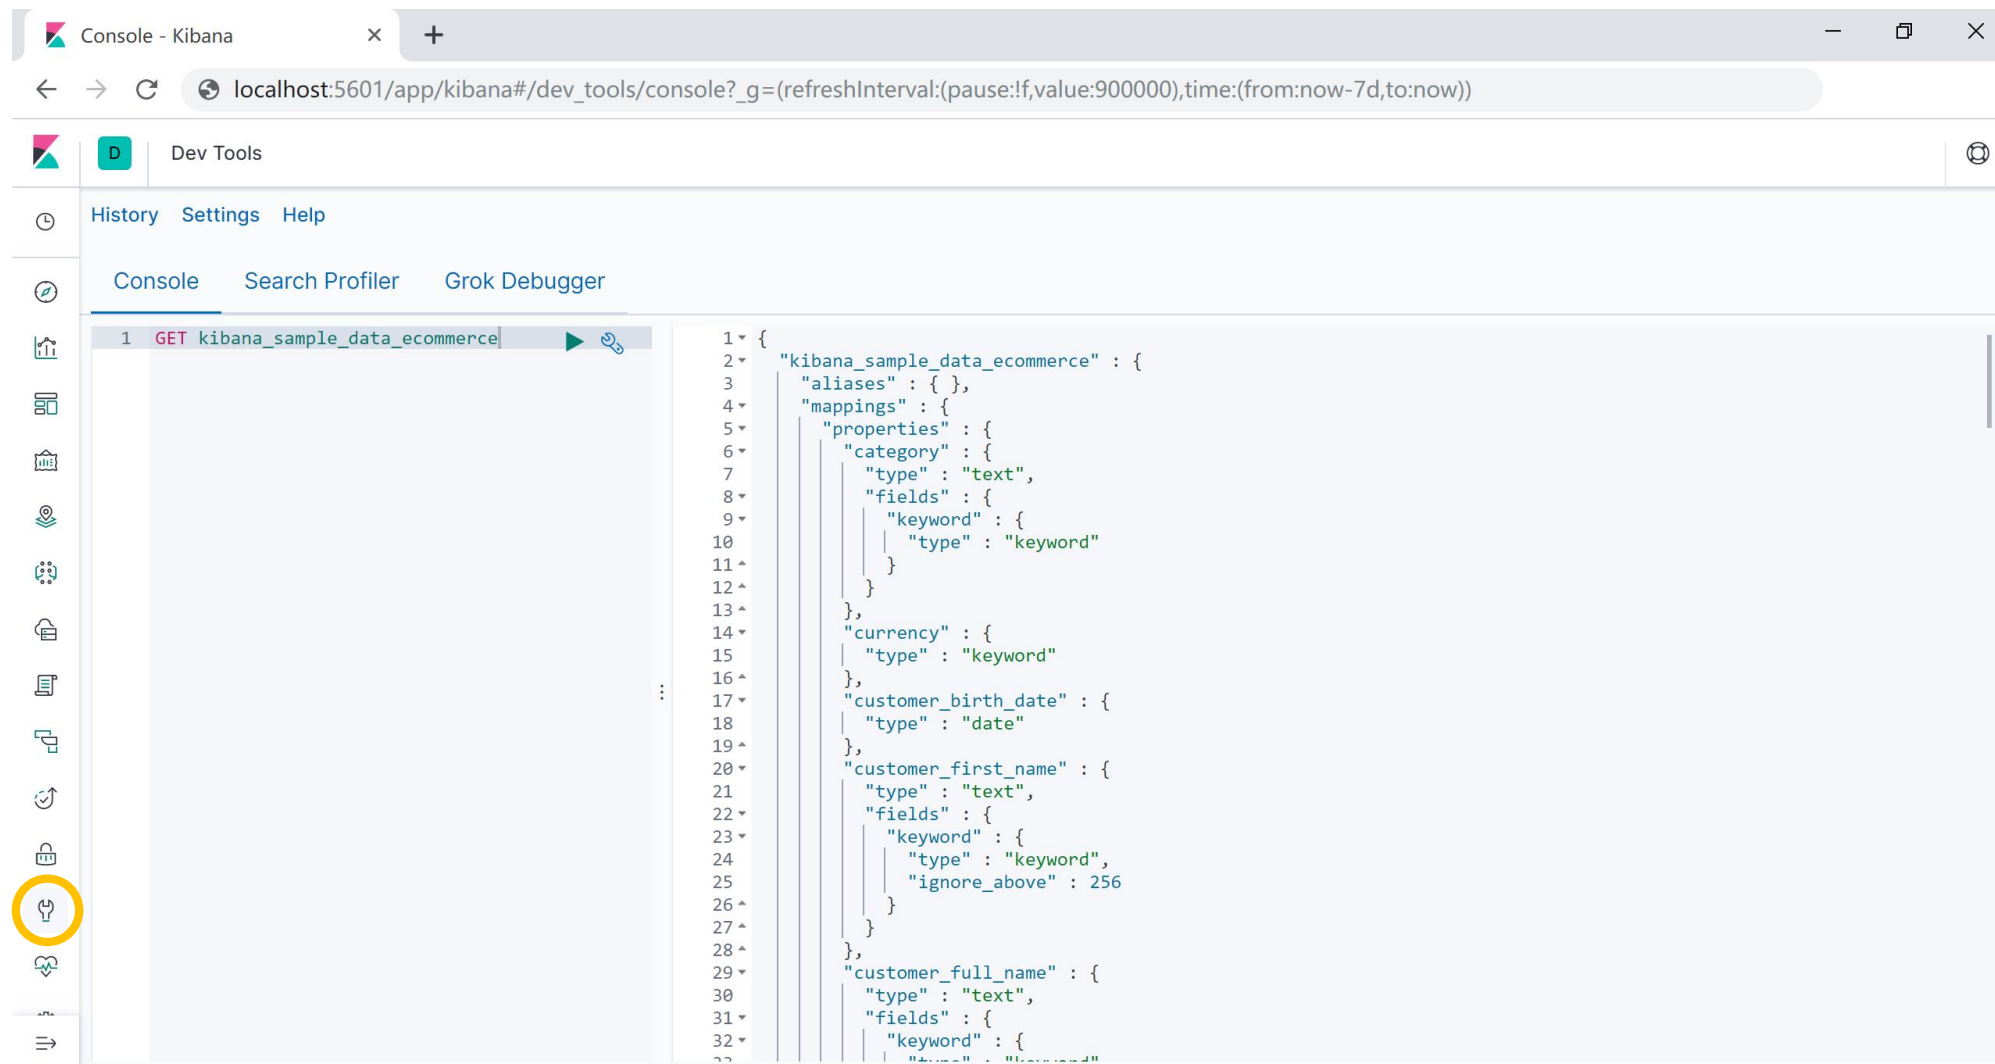 Console - Kibana
localhost:5601/app/kibana#/dev_tools/console?_g=(refreshInterval:(pause:!f,value:900000),time:(from:now-7d,to:now))
D Dev Tools
History Settings Help
Console Search Profiler Grok Debugger
1 GET kibana_sample_data_ecommerce
1 {
2 "kibana_sample_data_ecommerce" : {
3 "aliases" : { },
4 "mappings" : {
5 "properties" : {
6 "category" : {
7 "type" : "text",
8 "fields" : {
9 "keyword" : {
10 "type" : "keyword"
11 }
12 }
13 },
14 "currency" : {
15 "type" : "keyword"
16 },
17 "customer_birth_date" : {
18 "type" : "date"
19 },
20 "customer_first_name" : {
21 "type" : "text",
22 "fields" : {
23 "keyword" : {
24 "type" : "keyword",
25 "ignore_above" : 256
26 }
27 }
28 },
29 "customer_full_name" : {
30 "type" : "text",
31 "fields" : {
32 "keyword" : {
33 "type" : "keyword"